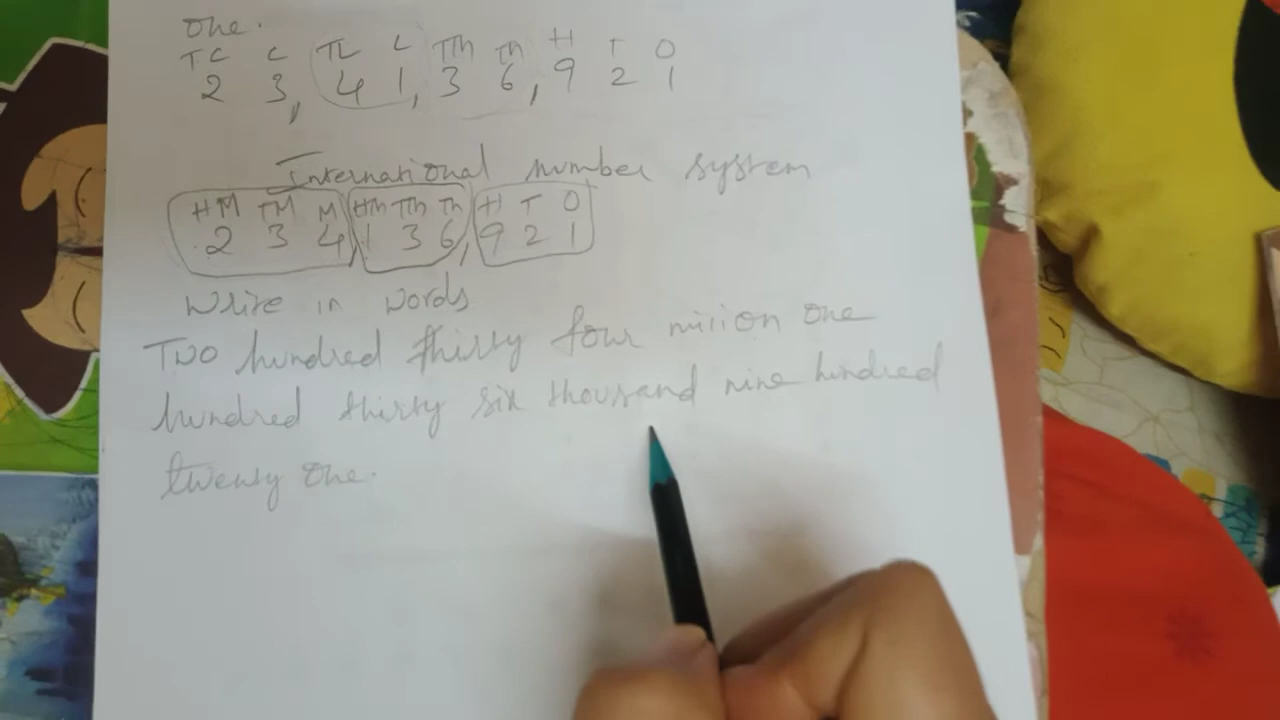 one.
TC C TL L TTh Th H T O
2 3, 4 1, 3 6, 9 2 1
International number system
HM TM M HTh TTh Th H T O
2 3 4, 1 3 6, 9 2 1
Write in words
Two hundred thirty four million one
hundred thirty six thousand nine hundred
twenty one.